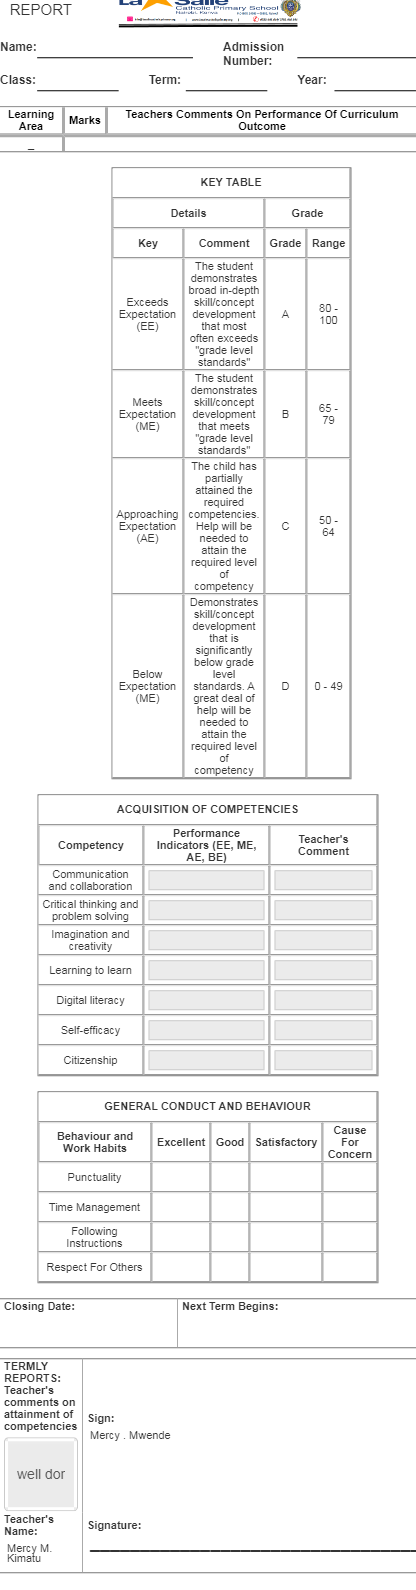 REPORT
La Salle
Catholic Primary School
Name:
Admission Number:
Class:
Term:
Year:
Learning Area
Marks
Teachers Comments On Performance Of Curriculum Outcome
KEY TABLE
Details
Grade
Key
Comment
Grade
Range
Exceeds Expectation (EE)
The student demonstrates broad in-depth skill/concept development that most often exceeds "grade level standards"
A
80 - 100
Meets Expectation (ME)
The student demonstrates skill/concept development that meets "grade level standards"
B
65 - 79
Approaching Expectation (AE)
The child has partially attained the required competencies. Help will be needed to attain the required level of competency
C
50 - 64
Below Expectation (ME)
Demonstrates skill/concept development that is significantly below grade level standards. A great deal of help will be needed to attain the required level of competency
D
0 - 49
ACQUISITION OF COMPETENCIES
Competency
Performance Indicators (EE, ME, AE, BE)
Teacher's Comment
Communication and collaboration
Critical thinking and problem solving
Imagination and creativity
Learning to learn
Digital literacy
Self-efficacy
Citizenship
GENERAL CONDUCT AND BEHAVIOUR
Behaviour and Work Habits
Excellent
Good
Satisfactory
Cause For Concern
Punctuality
Time Management
Following Instructions
Respect For Others
Closing Date:
Next Term Begins:
TERMLY REPORTS: Teacher's comments on attainment of competencies
well dor
Teacher's Name:
Mercy M. Kimatu
Sign:
Mercy . Mwende
Signature: